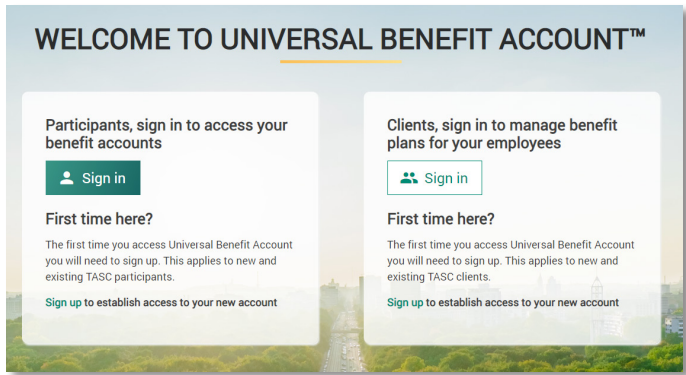 WELCOME TO UNIVERSAL BENEFIT ACCOUNT™
Participants, sign in to access your
benefit accounts
Sign in
First time here?
The first time you access Universal Benefit Account
you will need to sign up. This applies to new and
existing TASC participants.
Sign up to establish access to your new account
Clients, sign in to manage benefit
plans for your employees
Sign in
First time here?
The first time you access Universal Benefit Account
you will need to sign up. This applies to new and
existing TASC clients.
Sign up to establish access to your new account